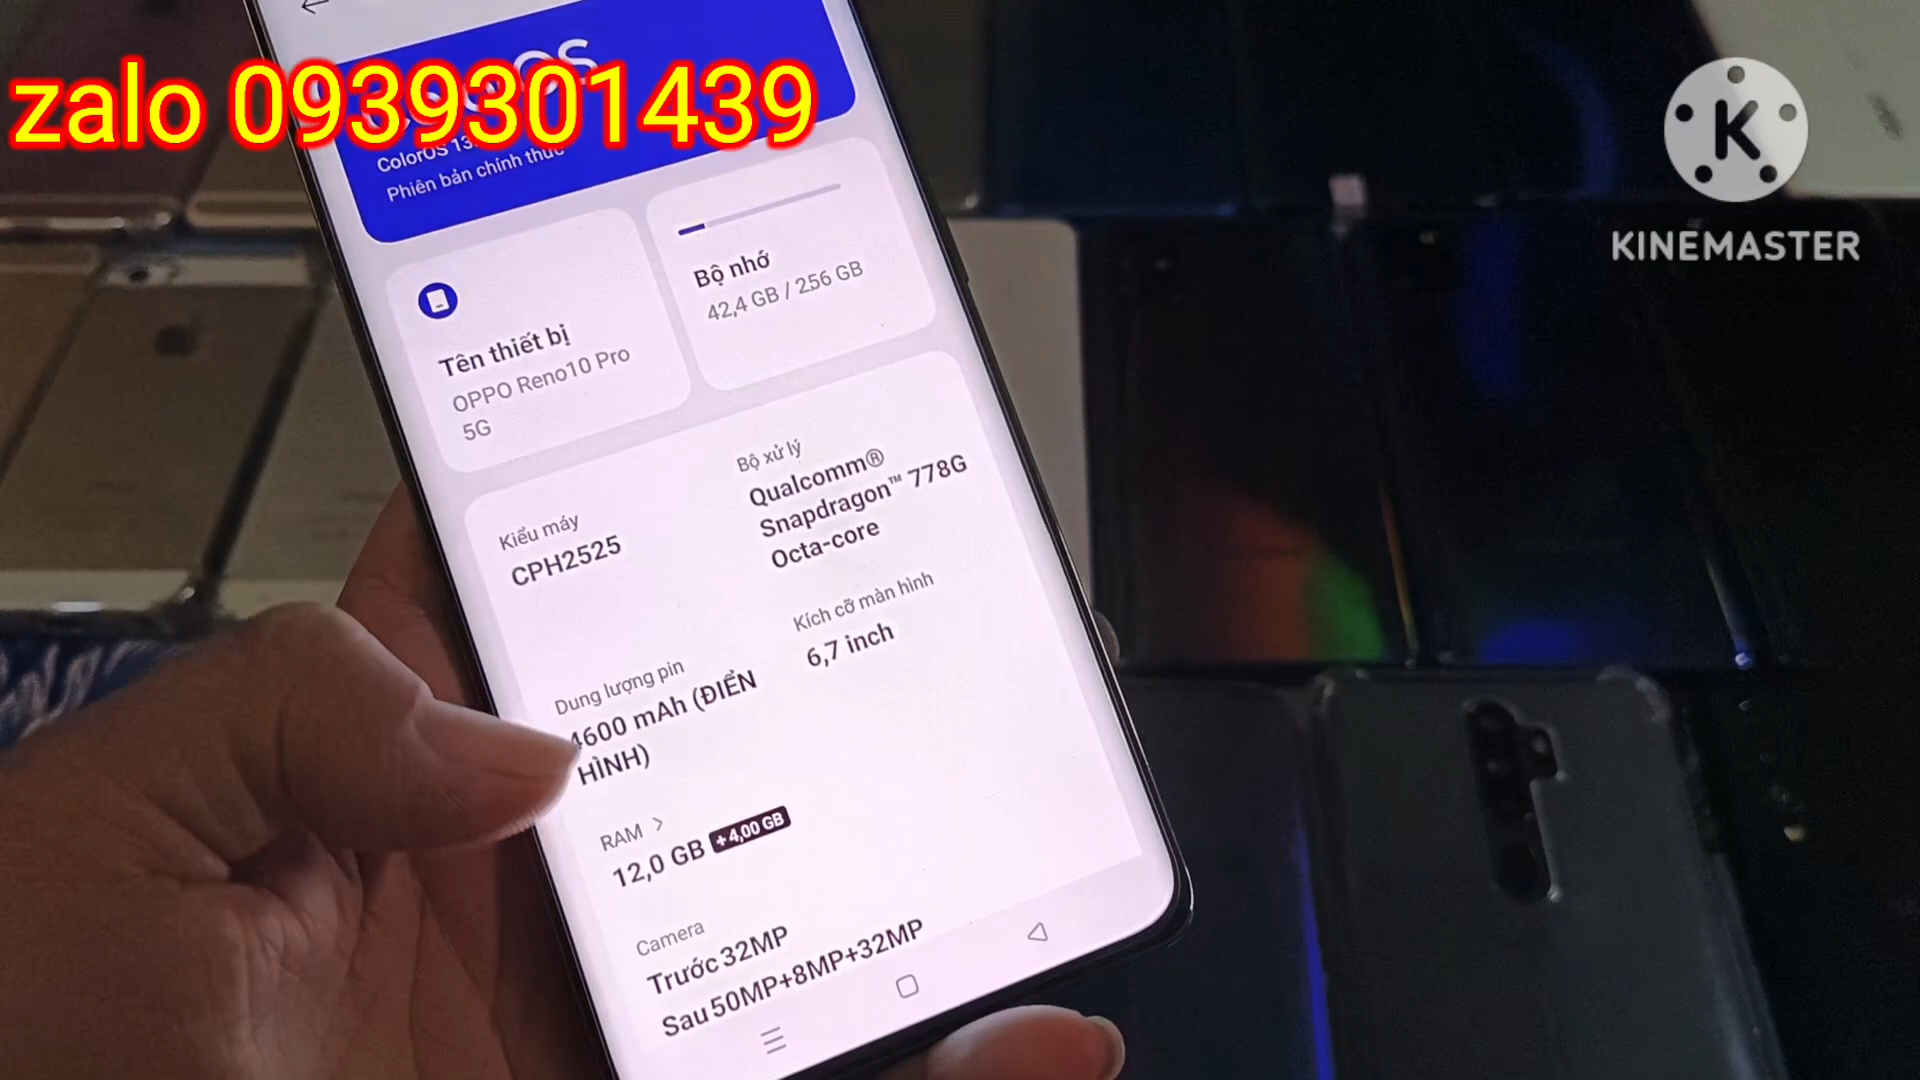 zalo 0939301439
K
KINEMASTER
ColorOS 13.
Phiên bản chính thức
Tên thiết bị
OPPO Reno10 Pro
5G
Bộ nhớ
42,4 GB / 256 GB
Kiểu máy
CPH2525
Bộ xử lý
Qualcomm®
Snapdragon™ 778G
Octa-core
Dung lượng pin
4600 mAh (ĐIỂN
HÌNH)
Kích cỡ màn hình
6,7 inch
RAM >
12,0 GB +4,00 GB
Camera
Trước 32MP
Sau 50MP+8MP+32MP